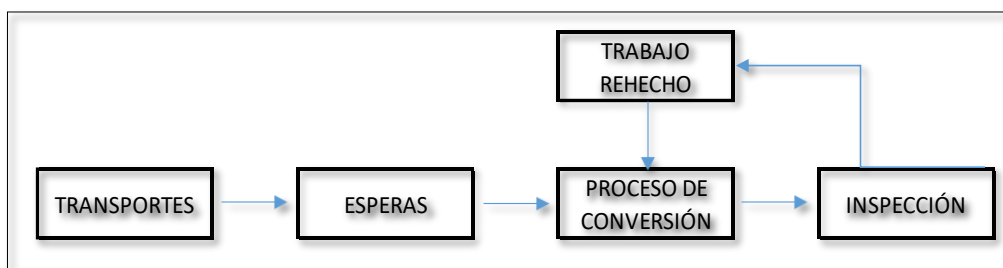 TRABAJO
REHECHO
TRANSPORTES
ESPERAS
PROCESO DE
CONVERSIÓN
INSPECCIÓN